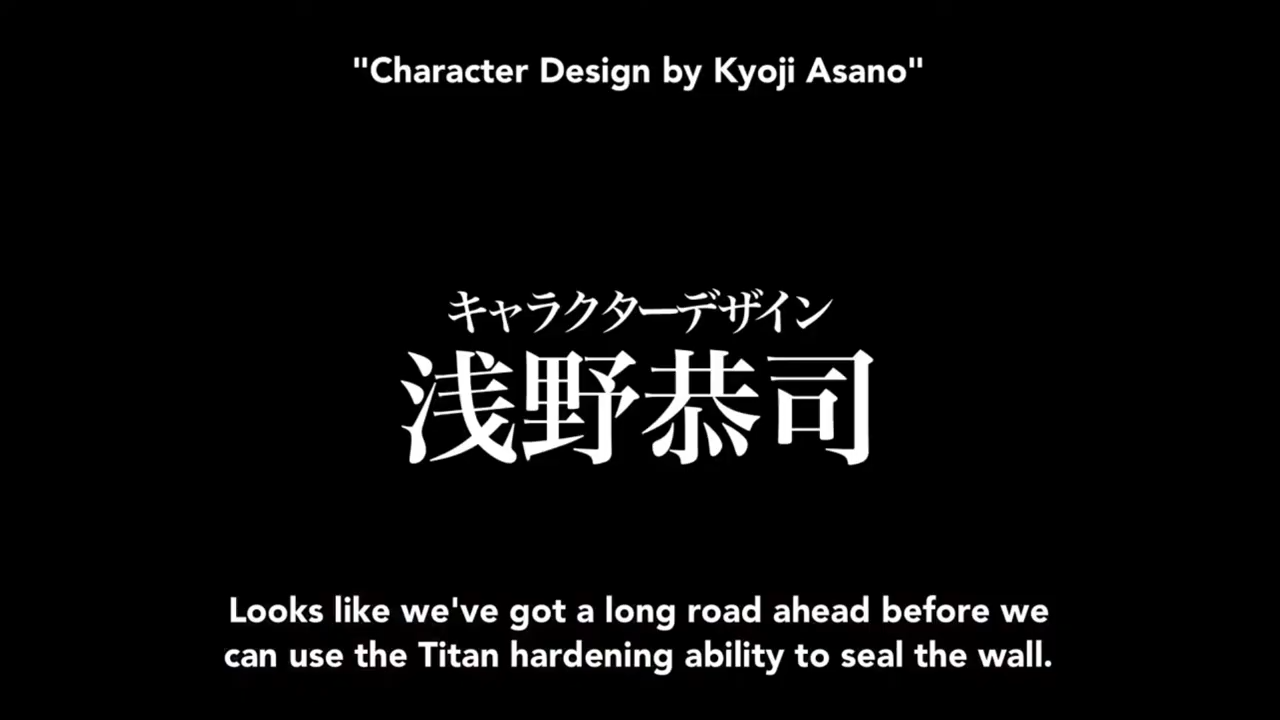 "Character Design by Kyoji Asano"
キャラクターデザイン
浅野恭司
Looks like we've got a long road ahead before we
can use the Titan hardening ability to seal the wall.